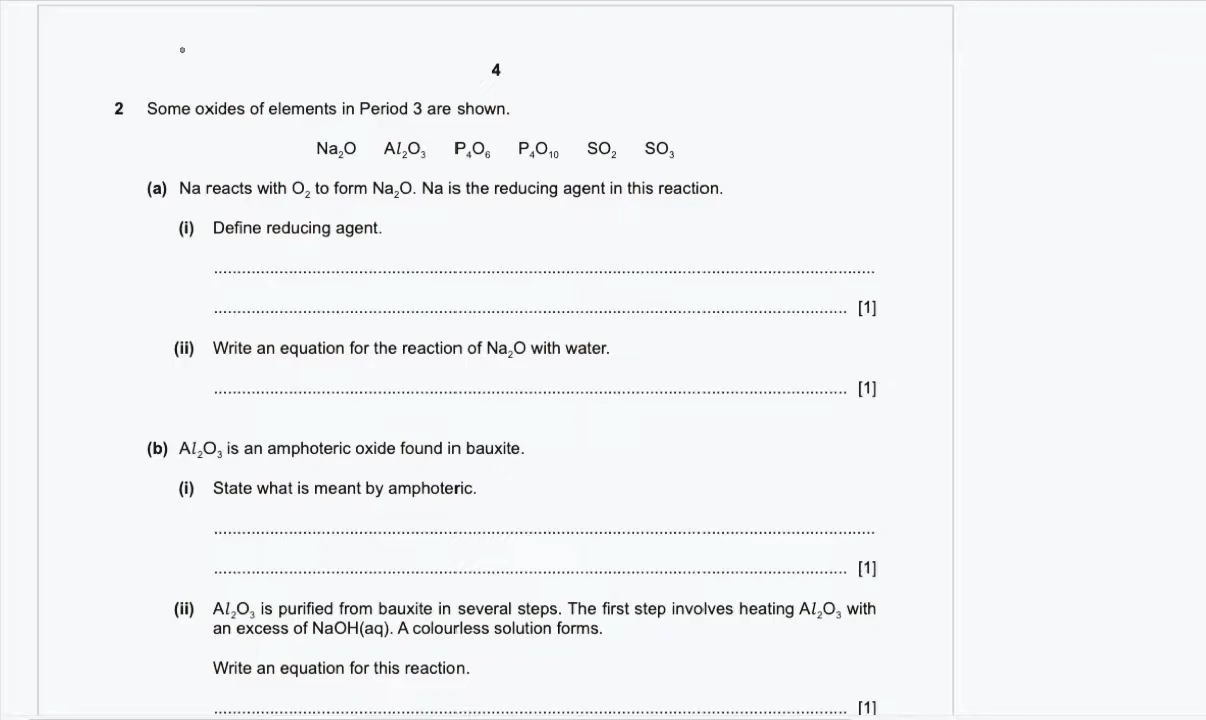 4
2 Some oxides of elements in Period 3 are shown.
Na₂O Al₂O₃ P₄O₆ P₄O₁₀ SO₂ SO₃
(a) Na reacts with O₂ to form Na₂O. Na is the reducing agent in this reaction.
(i) Define reducing agent.
..........................................................................................................................................
.................................................................................................................................... [1]
(ii) Write an equation for the reaction of Na₂O with water.
.................................................................................................................................... [1]
(b) Al₂O₃ is an amphoteric oxide found in bauxite.
(i) State what is meant by amphoteric.
..........................................................................................................................................
.................................................................................................................................... [1]
(ii) Al₂O₃ is purified from bauxite in several steps. The first step involves heating Al₂O₃ with
an excess of NaOH(aq). A colourless solution forms.
Write an equation for this reaction.
.................................................................................................................................... [1]